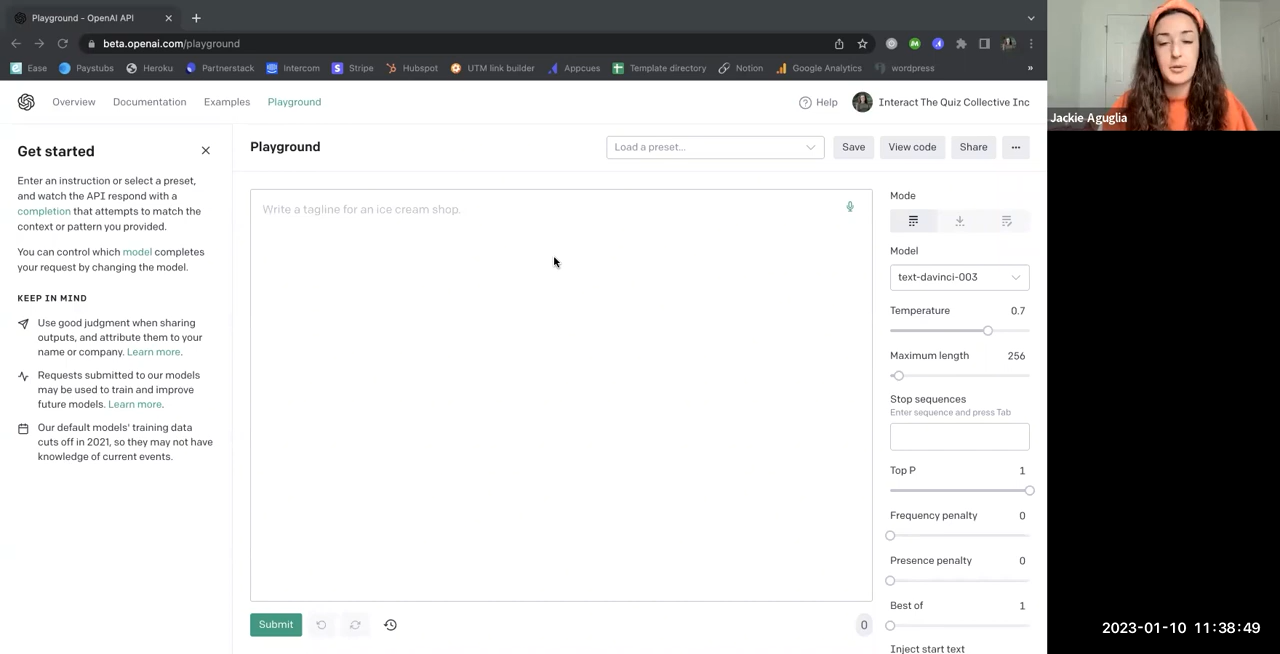 Playground - OpenAI API
beta.openai.com/playground
Ease
Paystubs
Heroku
Partnerstack
Intercom
Stripe
Hubspot
UTM link builder
Appcues
Template directory
Notion
Google Analytics
wordpress
»
Overview
Documentation
Examples
Playground
Help
Interact The Quiz Collective Inc
Jackie Aguglia
Get started
Enter an instruction or select a preset,
and watch the API respond with a
completion that attempts to match the
context or pattern you provided.
You can control which model completes
your request by changing the model.
KEEP IN MIND
Use good judgment when sharing
outputs, and attribute them to your
name or company. Learn more.
Requests submitted to our models
may be used to train and improve
future models. Learn more.
Our default models' training data
cuts off in 2021, so they may not have
knowledge of current events.
Playground
Load a preset...
Save
View code
Share
...
Write a tagline for an ice cream shop.
Submit
0
Mode
Model
text-davinci-003
Temperature 0.7
Maximum length 256
Stop sequences
Enter sequence and press Tab
Top P 1
Frequency penalty 0
Presence penalty 0
Best of 1
Inject start text
2023-01-10 11:38:49